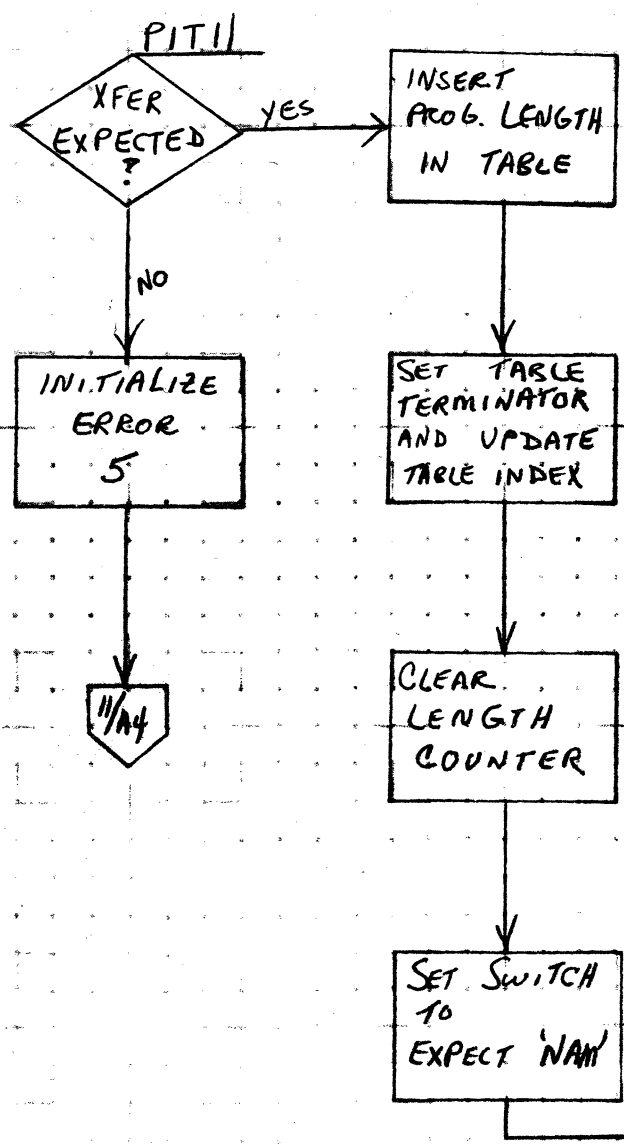 PIT11
XFER
EXPECTED
?
YES
NO
INITIALIZE
ERROR
5
11/A4
INSERT
PROG. LENGTH
IN TABLE
SET TABLE
TERMINATOR
AND UPDATE
TABLE INDEX
CLEAR
LENGTH
COUNTER
SET SWITCH
TO
EXPECT 'NAM'